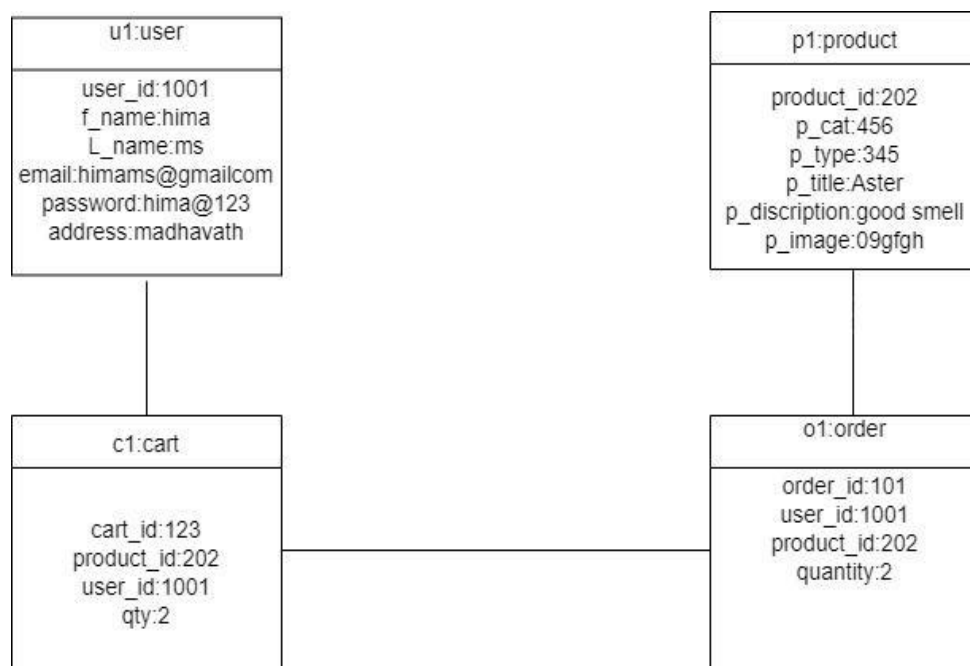 u1:user
user_id:1001
f_name:hima
L_name:ms
email:himams@gmailcom
password:hima@123
address:madhavath
p1:product
product_id:202
p_cat:456
p_type:345
p_title:Aster
p_discription:good smell
p_image:09gfgh
c1:cart
cart_id:123
product_id:202
user_id:1001
qty:2
o1:order
order_id:101
user_id:1001
product_id:202
quantity:2